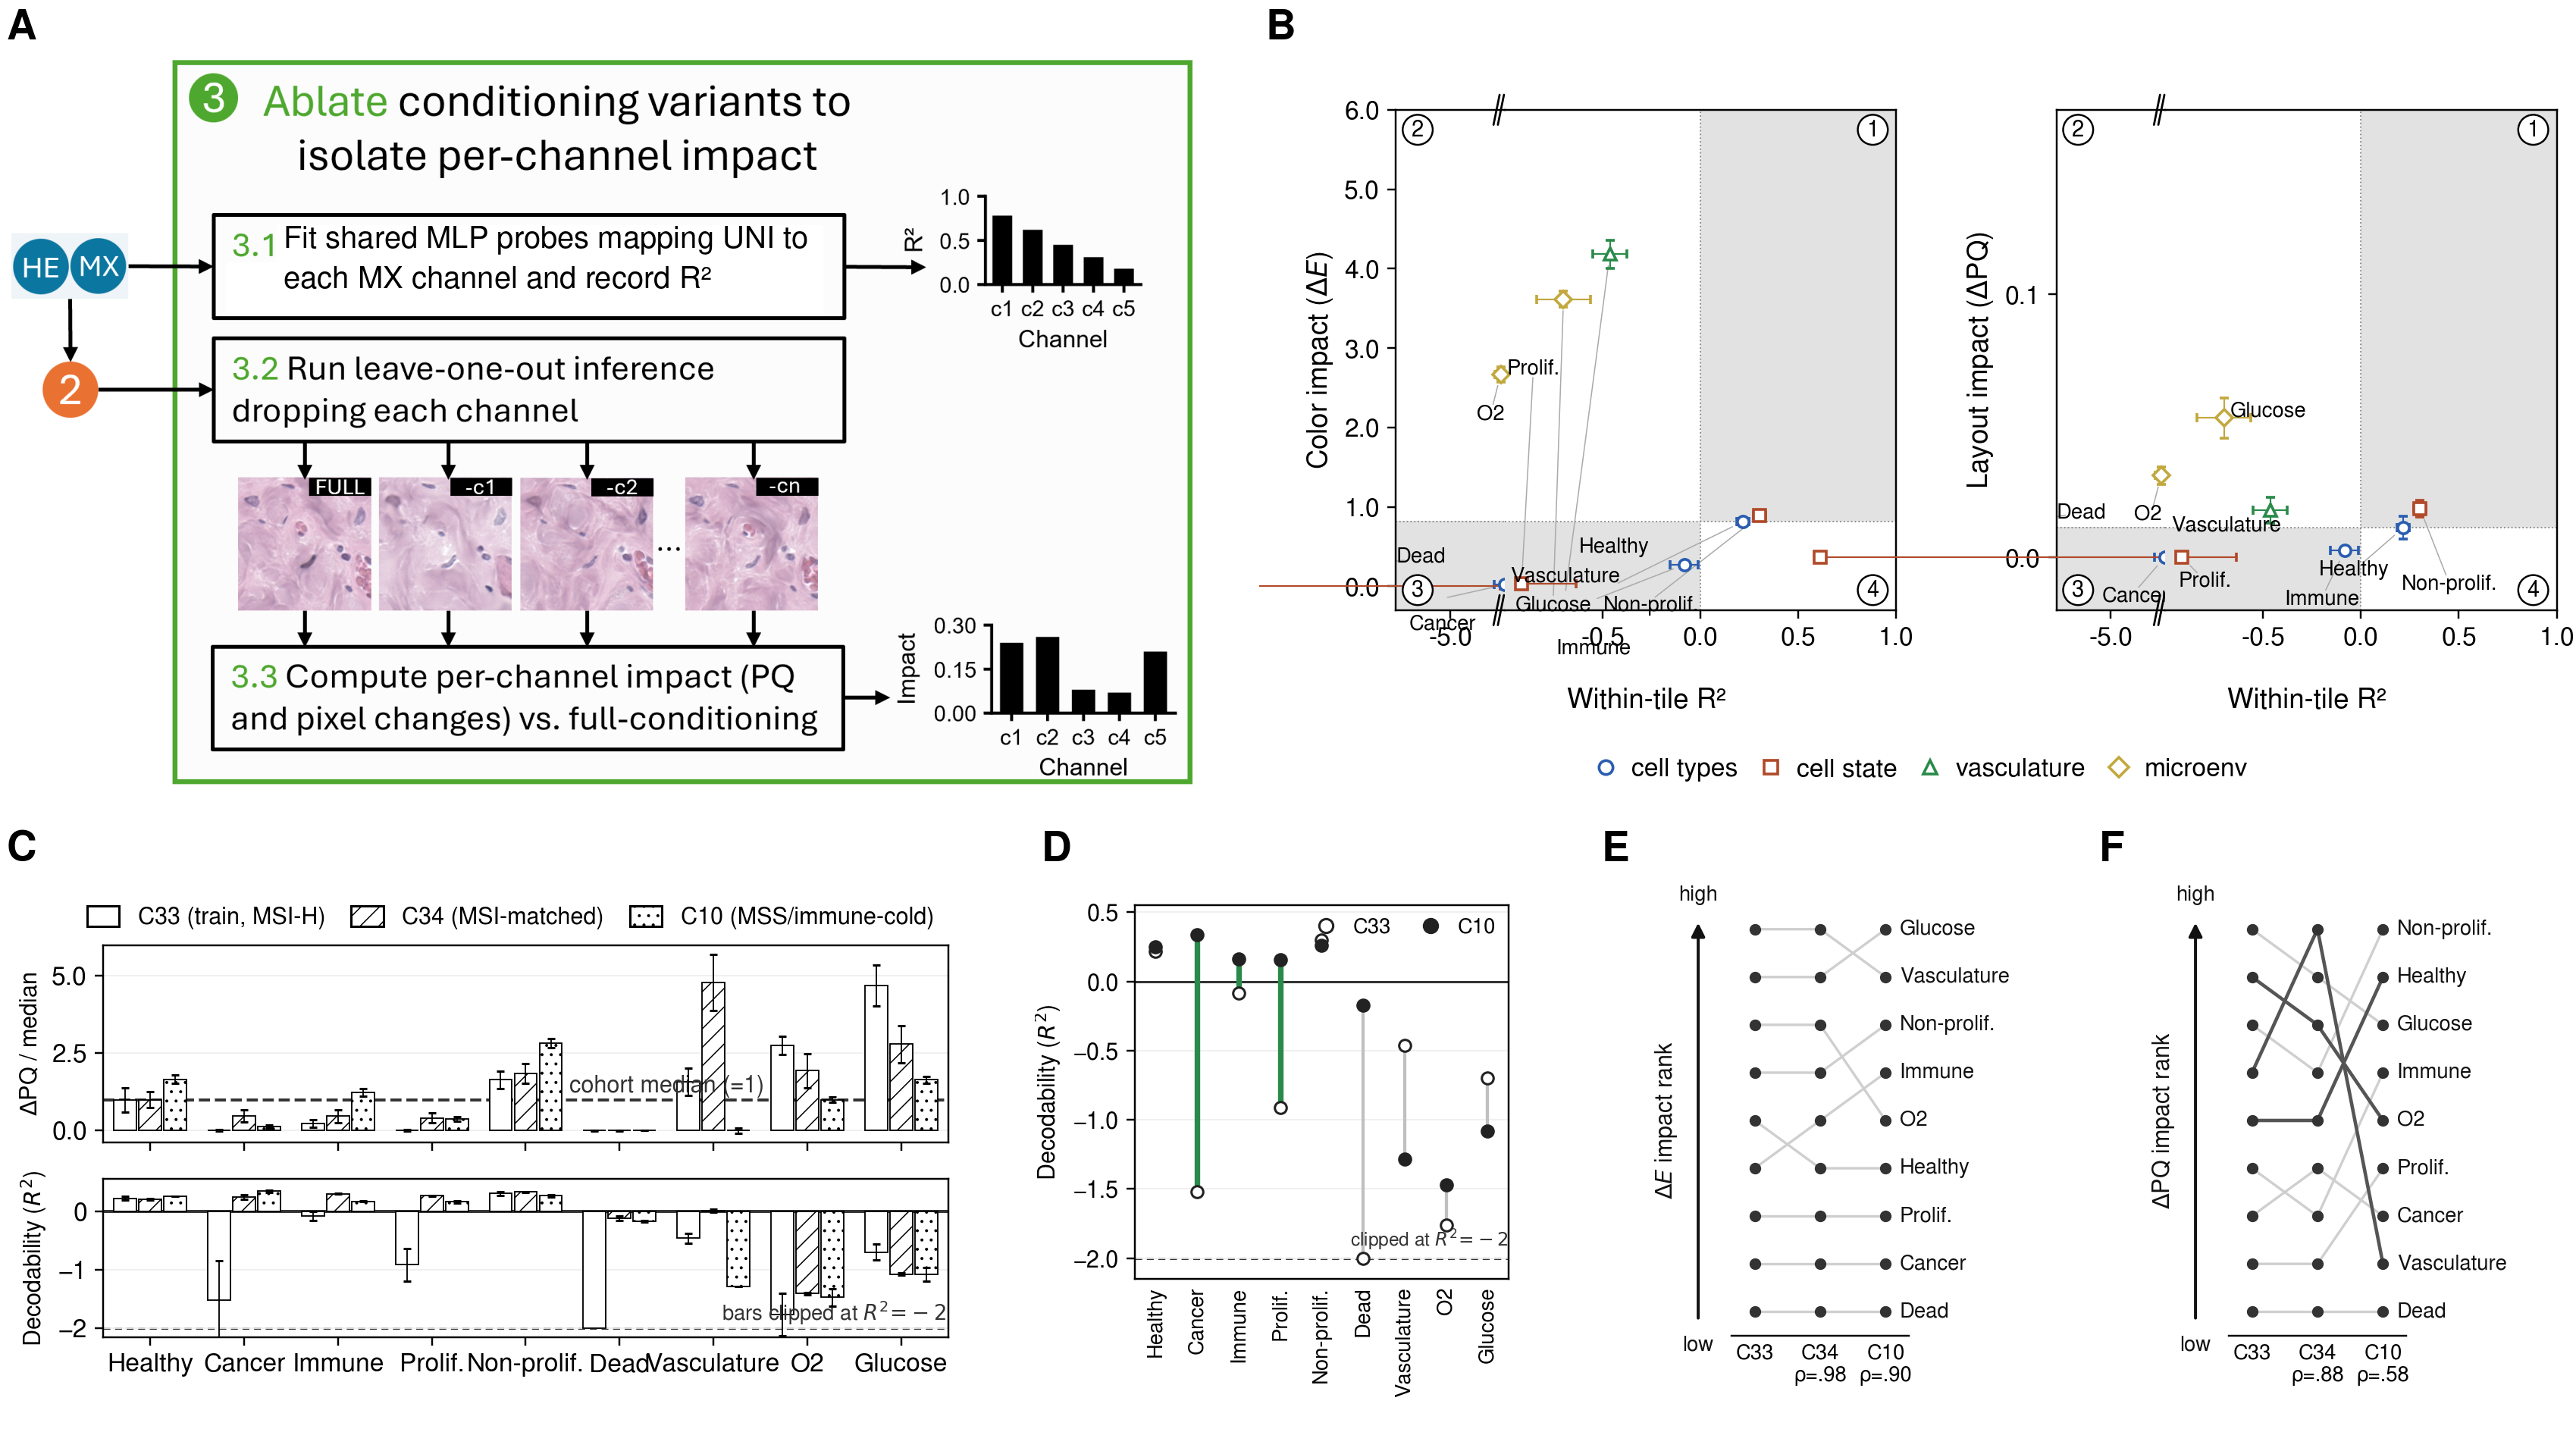 A
3 Ablate conditioning variants to
isolate per-channel impact
HE MX
3.1 Fit shared MLP probes mapping UNI to
each MX channel and record R²
R²
1.0
0.5
0.0
c1 c2 c3 c4 c5
Channel
2
3.2 Run leave-one-out inference
dropping each channel
FULL
-c1
-c2
...
-cn
3.3 Compute per-channel impact (PQ
and pixel changes) vs. full-conditioning
Impact
0.30
0.15
0.00
c1 c2 c3 c4 c5
Channel
B
Color impact (ΔE)
6.0
5.0
4.0
3.0
2.0
1.0
0.0
2
1
3
4
Prolif.
O2
Dead
Healthy
Vasculature
Glucose
Non-prolif.
Cancer
Immune
-5.0 -0.5 0.0 0.5 1.0
Within-tile R²
Layout impact (ΔPQ)
0.1
0.0
2
1
3
4
Glucose
Dead
O2
Vasculature
Cancer
Prolif.
Healthy
Immune
Non-prolif.
-5.0 -0.5 0.0 0.5 1.0
Within-tile R²
cell types cell state vasculature microenv
C
C33 (train, MSI-H) C34 (MSI-matched) C10 (MSS/immune-cold)
ΔPQ / median
5.0
2.5
0.0
cohort median (=1)
Decodability (R²)
0
−1
−2
bars clipped at R² = −2
Healthy Cancer Immune Prolif. Non-prolif. Dead Vasculature O2 Glucose
D
C33 C10
Decodability (R²)
0.5
0.0
−0.5
−1.0
−1.5
−2.0
clipped at R² = −2
Healthy
Cancer
Immune
Prolif.
Non-prolif.
Dead
Vasculature
O2
Glucose
E
high
ΔE impact rank
low
Glucose
Vasculature
Non-prolif.
Immune
O2
Healthy
Prolif.
Cancer
Dead
C33 C34 C10
ρ=.98 ρ=.90
F
high
ΔPQ impact rank
low
Non-prolif.
Healthy
Glucose
Immune
O2
Prolif.
Cancer
Vasculature
Dead
C33 C34 C10
ρ=.88 ρ=.58